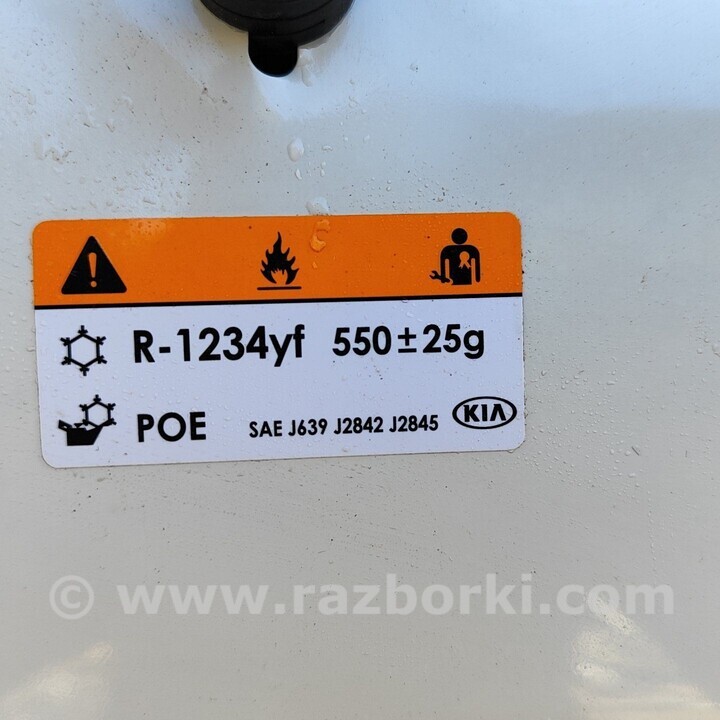 R-1234yf 550±25g
POE SAE J639 J2842 J2845 KIA
© www.razborki.com